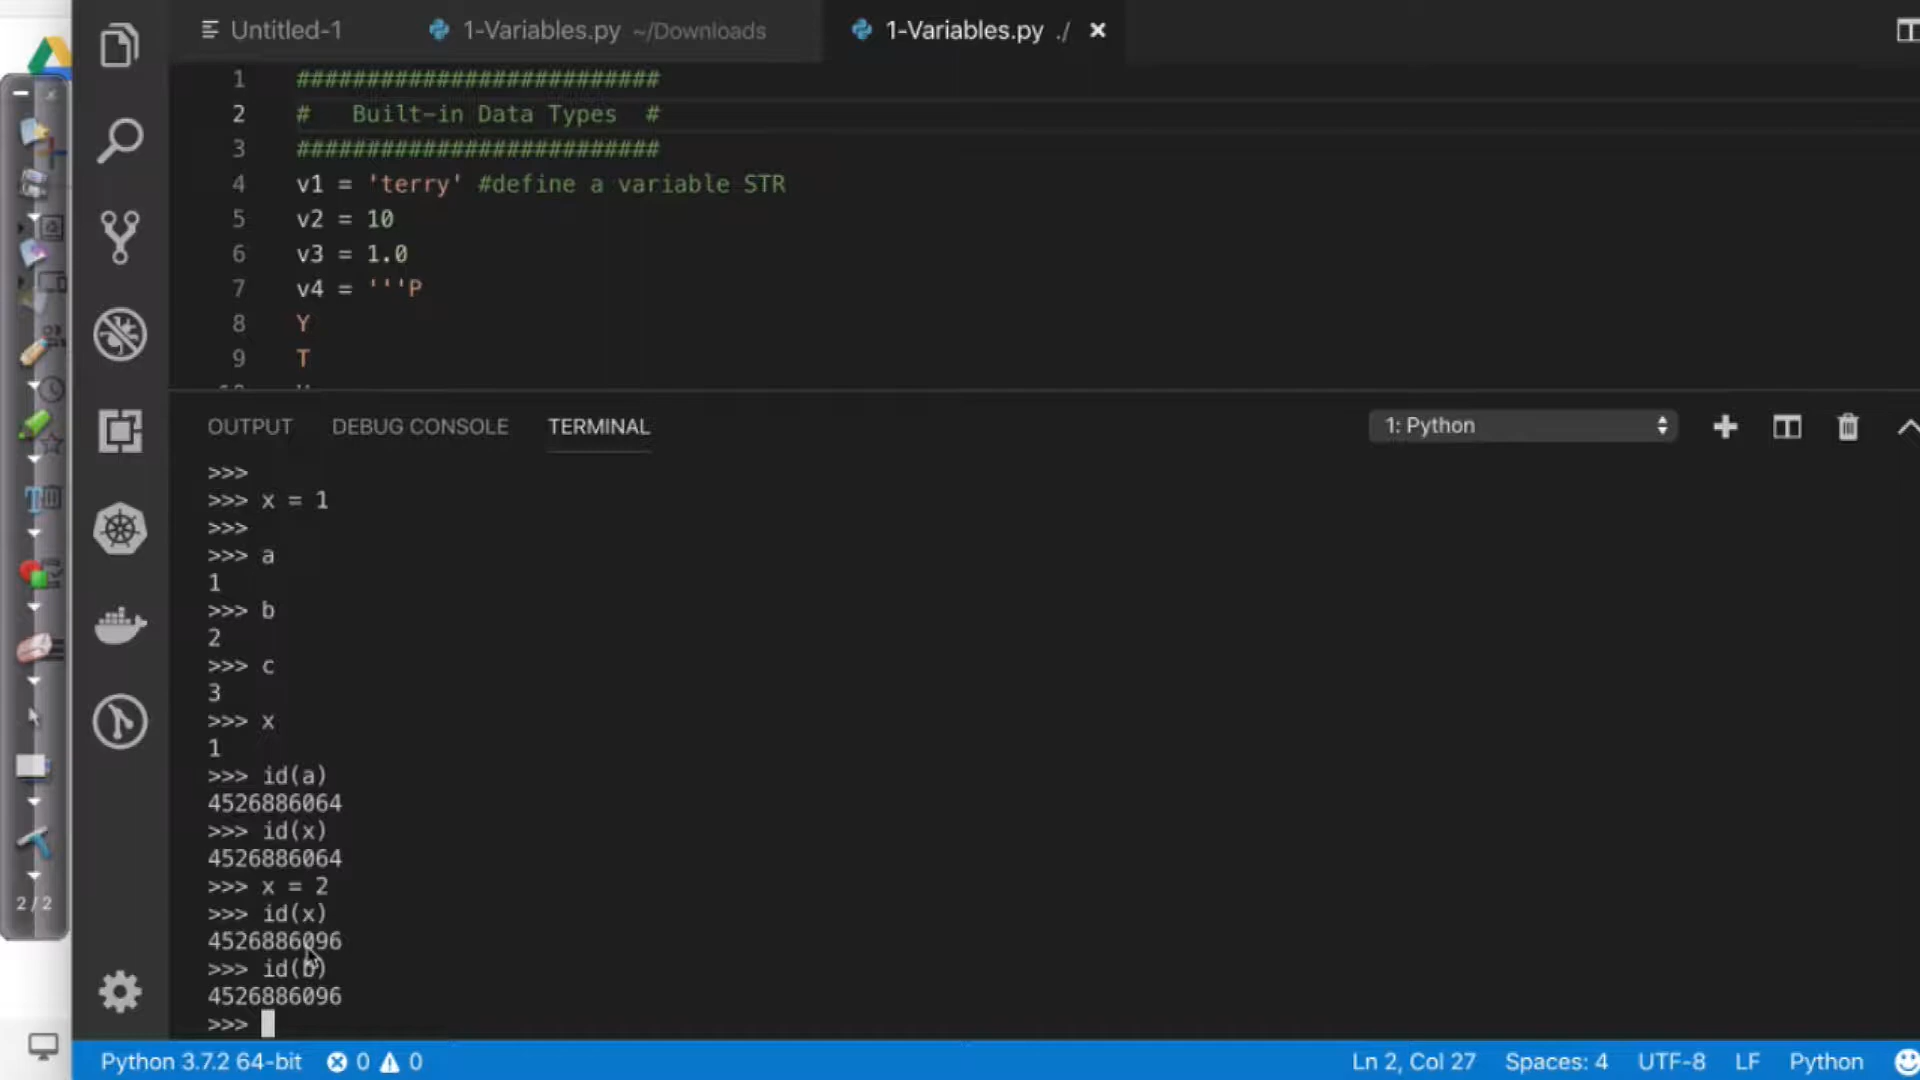 Untitled-1 1-Variables.py ~/Downloads 1-Variables.py ./
1 ##########################
2 #   Built-in Data Types  #
3 ##########################
4 v1 = 'terry' #define a variable STR
5 v2 = 10
6 v3 = 1.0
7 v4 = '''P
8 Y
9 T
OUTPUT DEBUG CONSOLE TERMINAL 1: Python
>>>
>>> x = 1
>>>
>>> a
1
>>> b
2
>>> c
3
>>> x
1
>>> id(a)
4526886064
>>> id(x)
4526886064
>>> x = 2
>>> id(x)
4526886096
>>> id(b)
4526886096
>>>
2 / 2
Python 3.7.2 64-bit 0 0 Ln 2, Col 27 Spaces: 4 UTF-8 LF Python